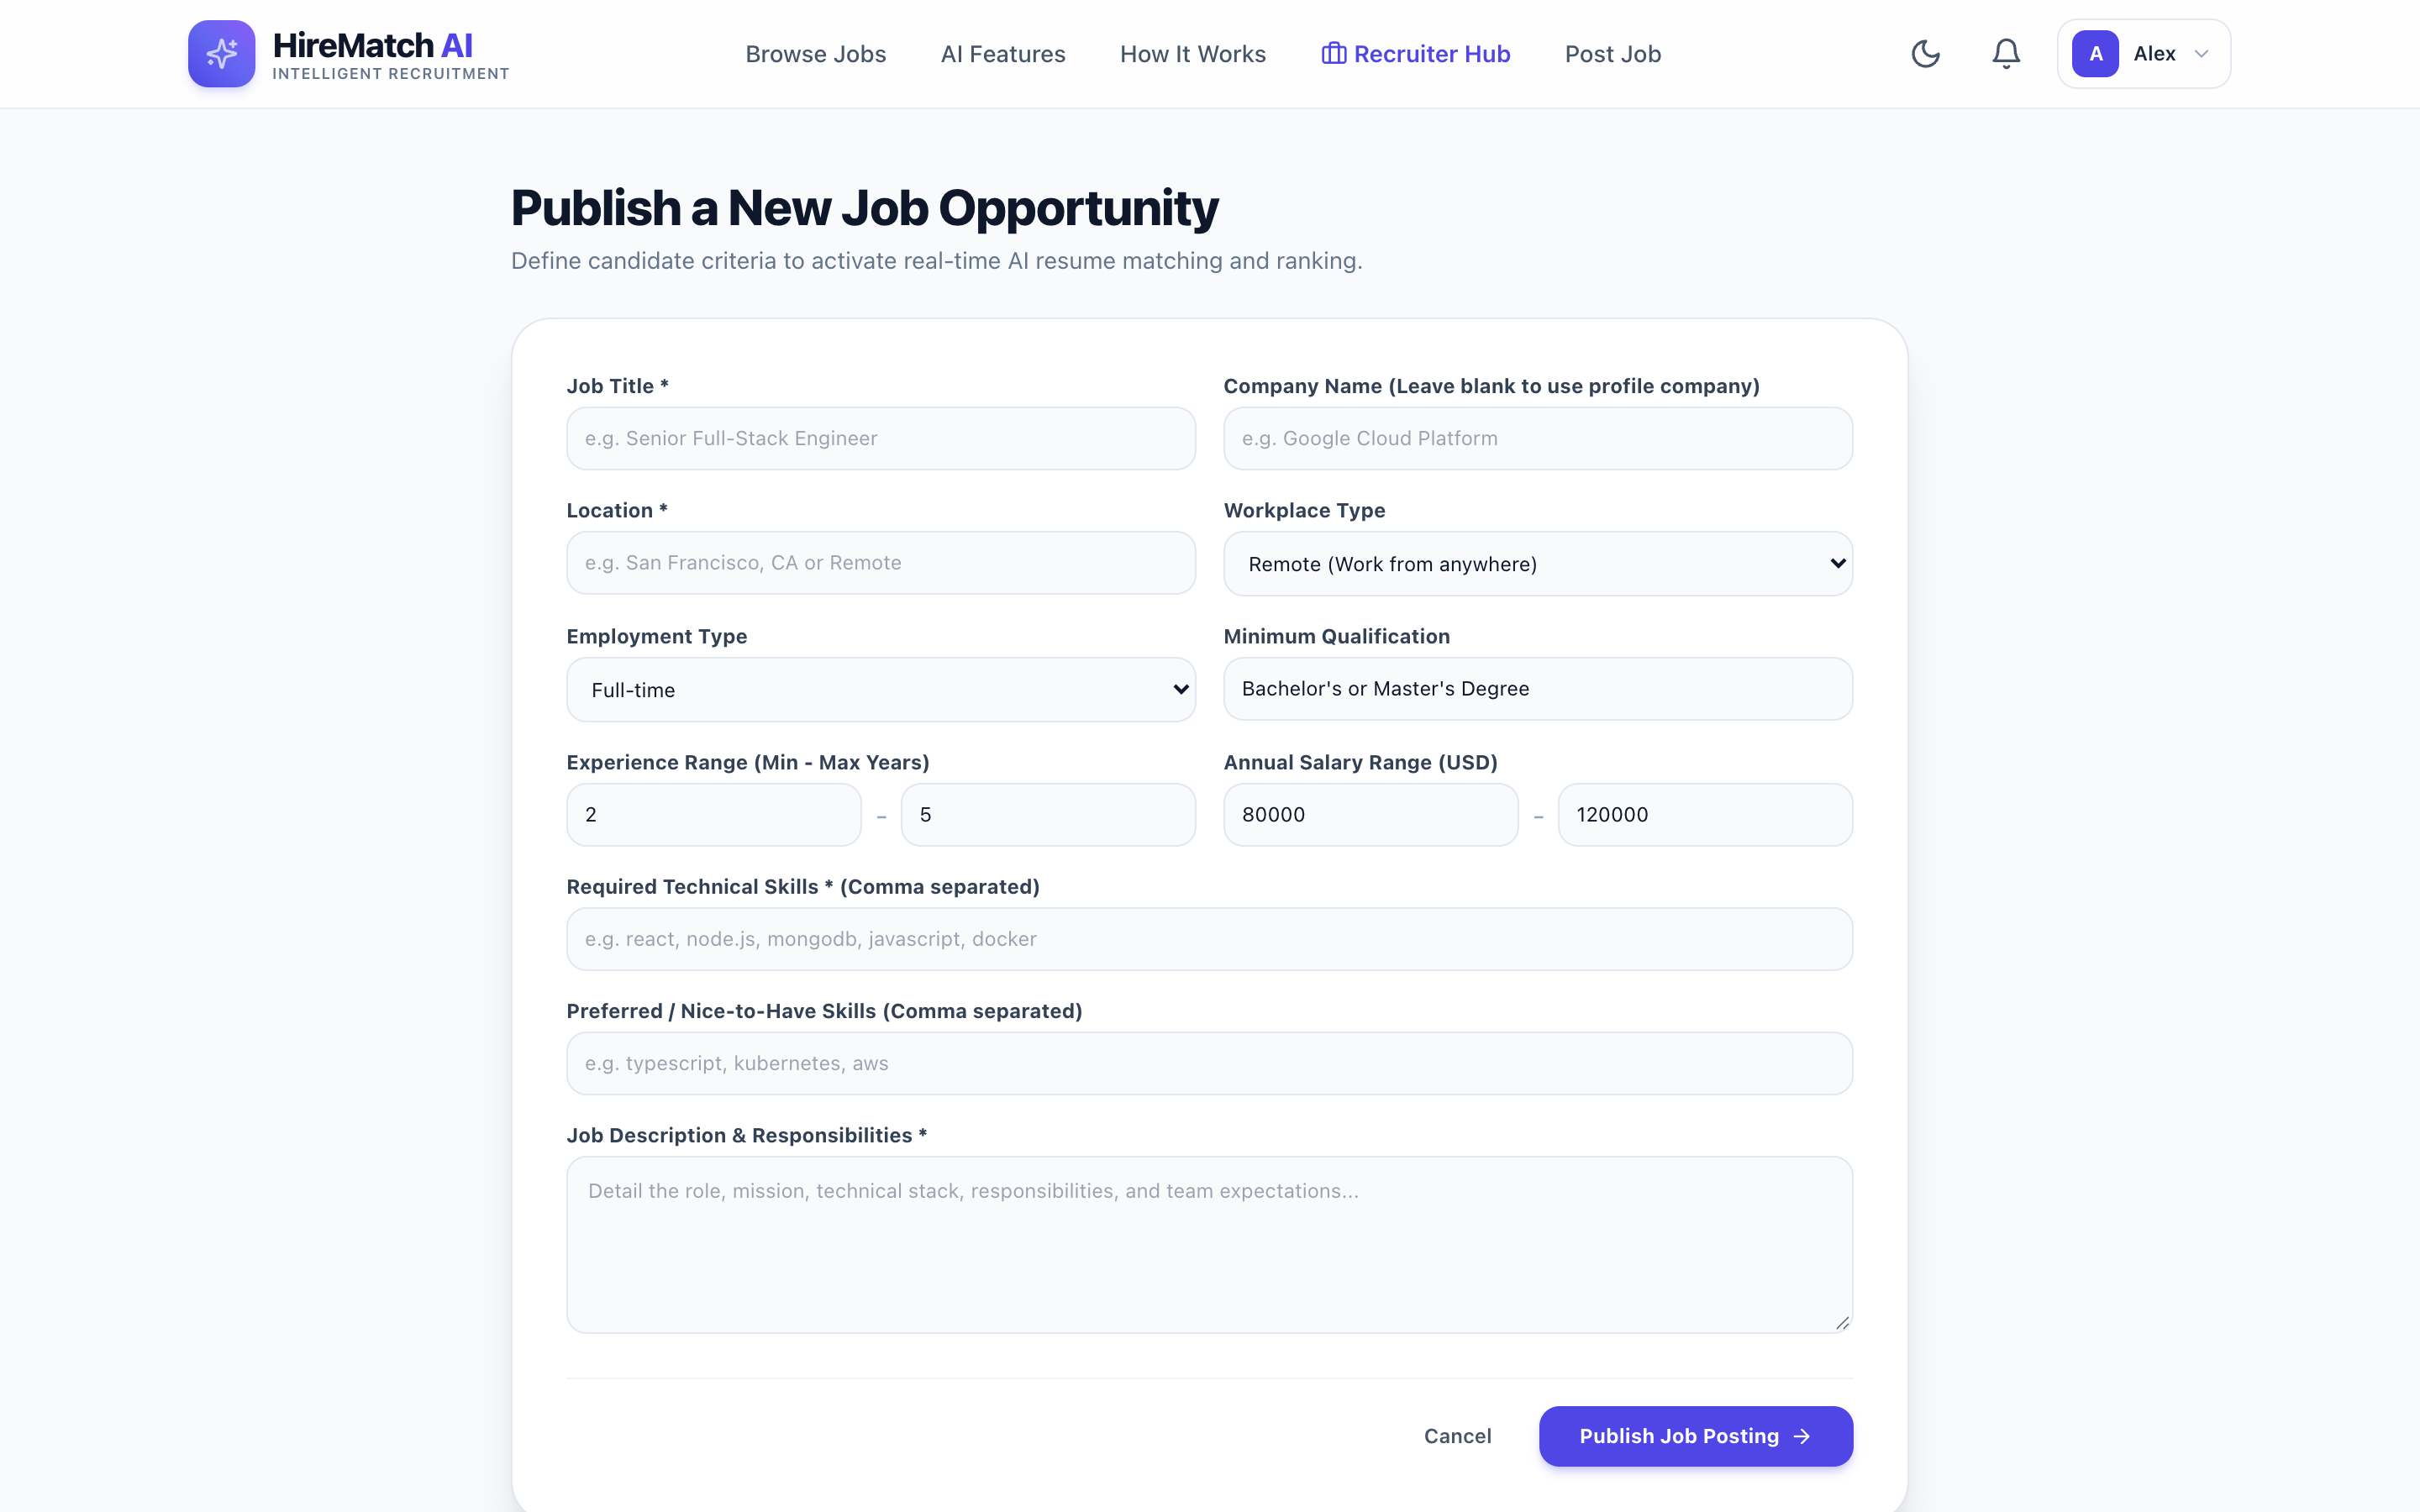 HireMatch AI
INTELLIGENT RECRUITMENT
Browse Jobs
AI Features
How It Works
Recruiter Hub
Post Job
A
Alex
Publish a New Job Opportunity
Define candidate criteria to activate real-time AI resume matching and ranking.
Job Title *
Company Name (Leave blank to use profile company)
e.g. Senior Full-Stack Engineer
e.g. Google Cloud Platform
Location *
Workplace Type
e.g. San Francisco, CA or Remote
Remote (Work from anywhere)
Employment Type
Minimum Qualification
Full-time
Bachelor's or Master's Degree
Experience Range (Min - Max Years)
Annual Salary Range (USD)
2 - 5
80000 - 120000
Required Technical Skills * (Comma separated)
e.g. react, node.js, mongodb, javascript, docker
Preferred / Nice-to-Have Skills (Comma separated)
e.g. typescript, kubernetes, aws
Job Description & Responsibilities *
Detail the role, mission, technical stack, responsibilities, and team expectations...
Cancel
Publish Job Posting →